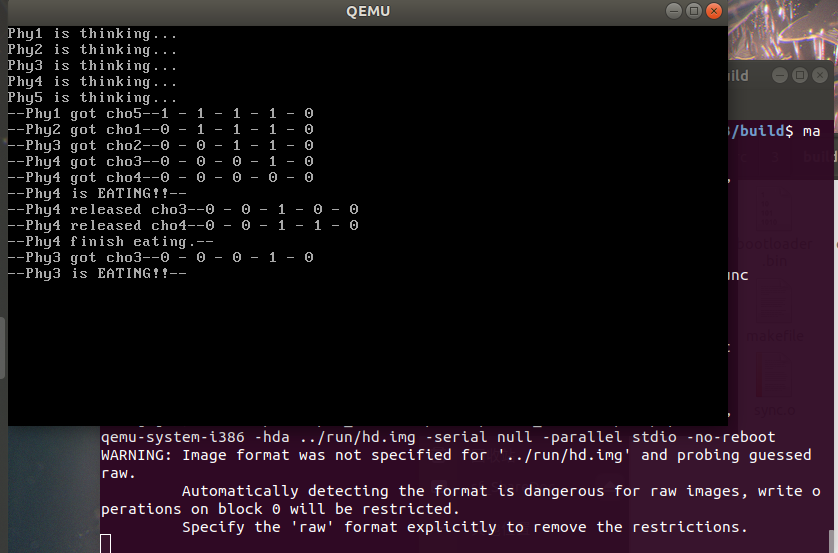 QEMU
Phy1 is thinking...
Phy2 is thinking...
Phy3 is thinking...
Phy4 is thinking...
Phy5 is thinking...
--Phy1 got cho5--1 - 1 - 1 - 1 - 0
--Phy2 got cho1--0 - 1 - 1 - 1 - 0
--Phy3 got cho2--0 - 0 - 1 - 1 - 0
--Phy4 got cho3--0 - 0 - 0 - 1 - 0
--Phy4 got cho4--0 - 0 - 0 - 0 - 0
--Phy4 is EATING!!--
--Phy4 released cho3--0 - 0 - 1 - 0 - 0
--Phy4 released cho4--0 - 0 - 1 - 1 - 0
--Phy4 finish eating.--
--Phy3 got cho3--0 - 0 - 0 - 1 - 0
--Phy3 is EATING!!--
ild
/build$ ma
bootloader
.bin
unc
makefile
sync.o
qemu-system-i386 -hda ../run/hd.img -serial null -parallel stdio -no-reboot
WARNING: Image format was not specified for '../run/hd.img' and probing guessed
raw.
Automatically detecting the format is dangerous for raw images, write o
perations on block 0 will be restricted.
Specify the 'raw' format explicitly to remove the restrictions.